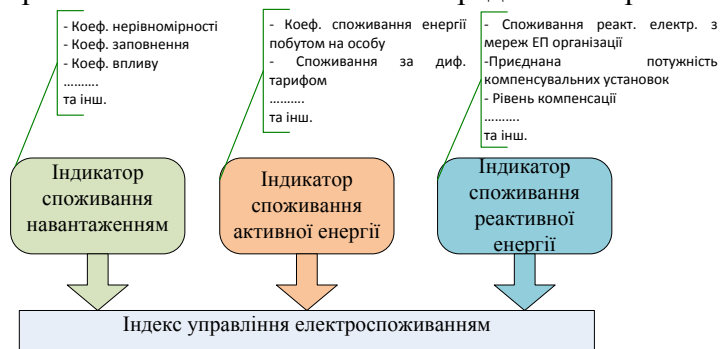 - Коеф. нерівномірності
- Коеф. заповнення
- Коеф. впливу
……….
та інш.
- Коеф. споживання енергії
побутом на особу
- Споживання за диф.
тарифом
……….
та інш.
- Споживання реакт. електр. з
мереж ЕП організації
-Приєднана потужність
компенсувальних установок
- Рівень компенсації
……….
та інш.
Індикатор
споживання
навантаженням
Індикатор
споживання
активної енергії
Індикатор
споживання
реактивної
енергії
Індекс управління електроспоживанням